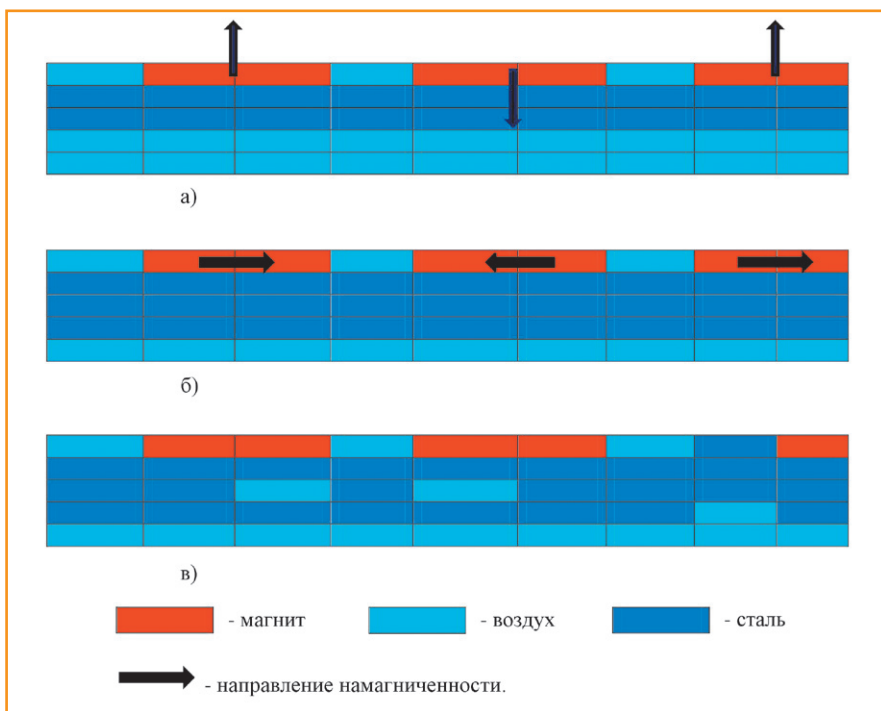 а)
б)
в)
- магнит
- воздух
- сталь
- направление намагниченности.